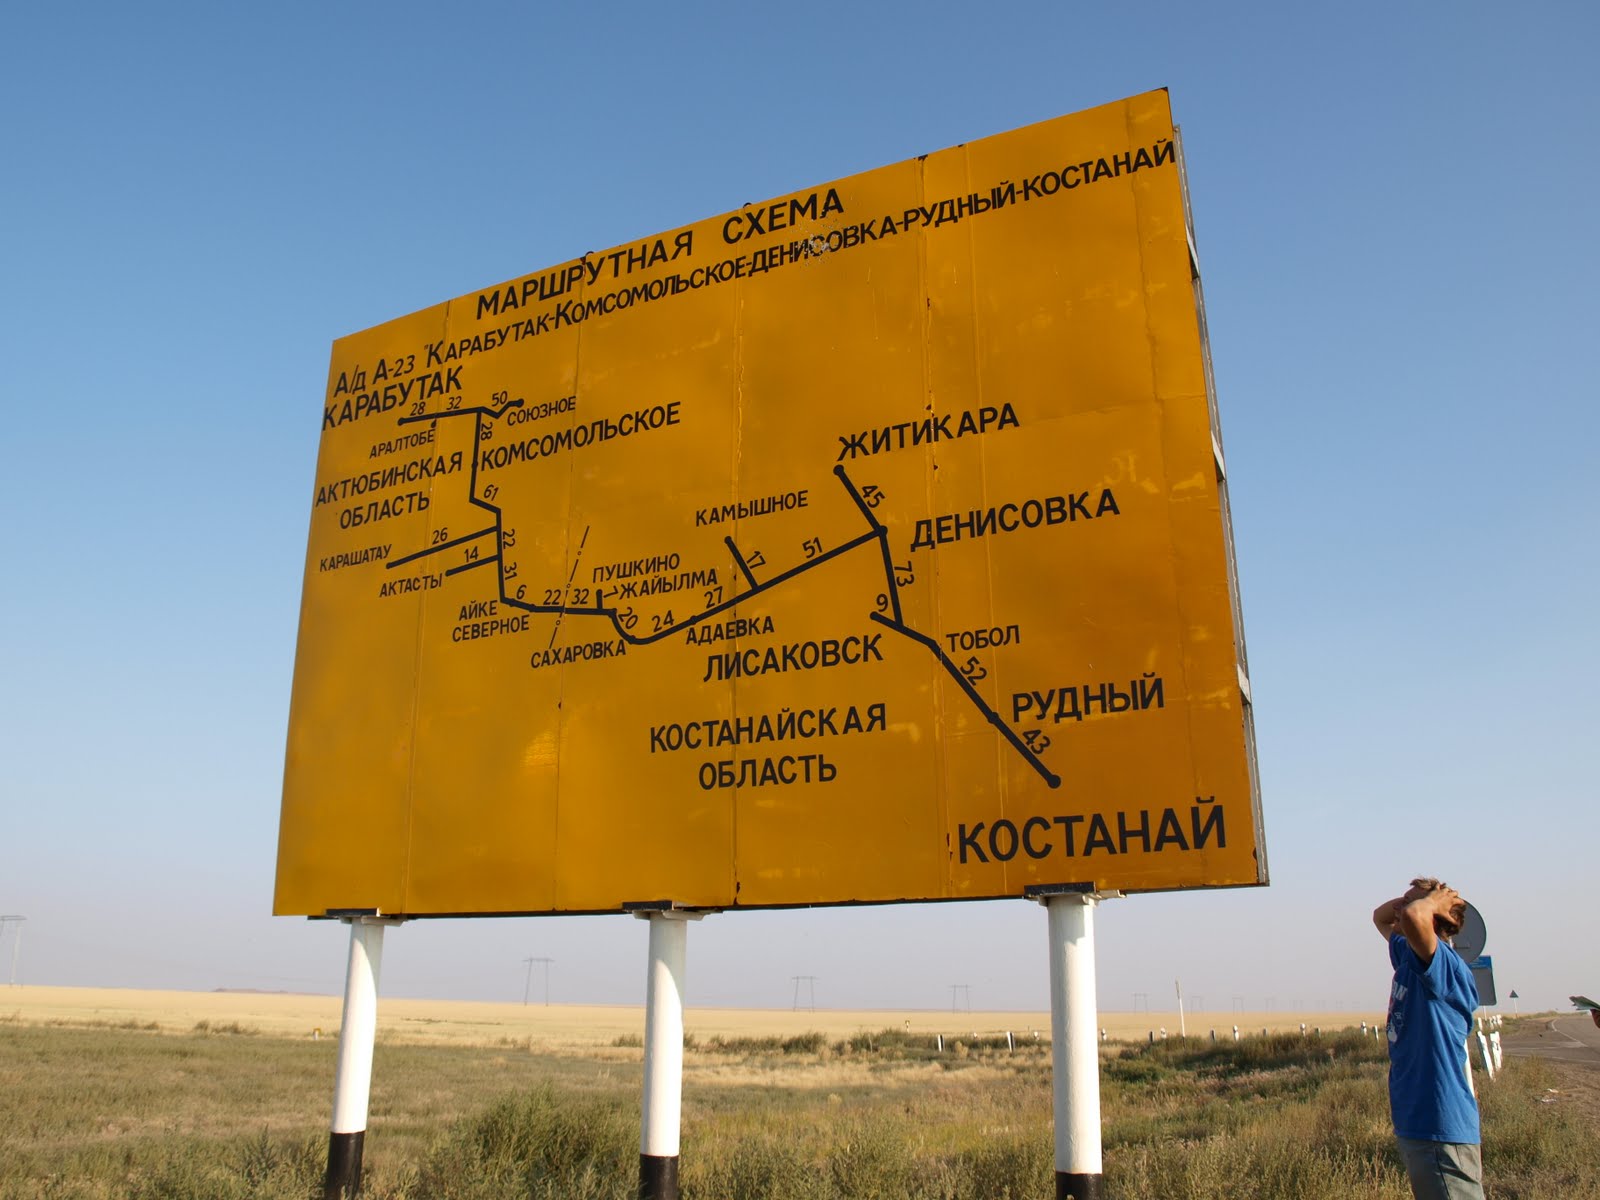 МАРШРУТНАЯ СХЕМА
А/д А-23 "КАРАБУТАК-КОМСОМОЛЬСКОЕ-ДЕНИСОВКА-РУДНЫЙ-КОСТАНАЙ
КАРАБУТАК
28 32 50
СОЮЗНОЕ
АРАЛТОБЕ
28
КОМСОМОЛЬСКОЕ
АКТЮБИНСКАЯ
ОБЛАСТЬ
61
ЖИТИКАРА
45
КАМЫШНОЕ
ДЕНИСОВКА
КАРАШАТАУ
26
22
АКТАСТЫ
14
31
17
51
73
ПУШКИНО
ЖАЙЫЛМА
7
АЙКЕ
СЕВЕРНОЕ
6 22 32
20
24
27
9
САХАРОВКА
АДАЕВКА
ЛИСАКОВСК
ТОБОЛ
52
РУДНЫЙ
43
КОСТАНАЙСКАЯ
ОБЛАСТЬ
КОСТАНАЙ